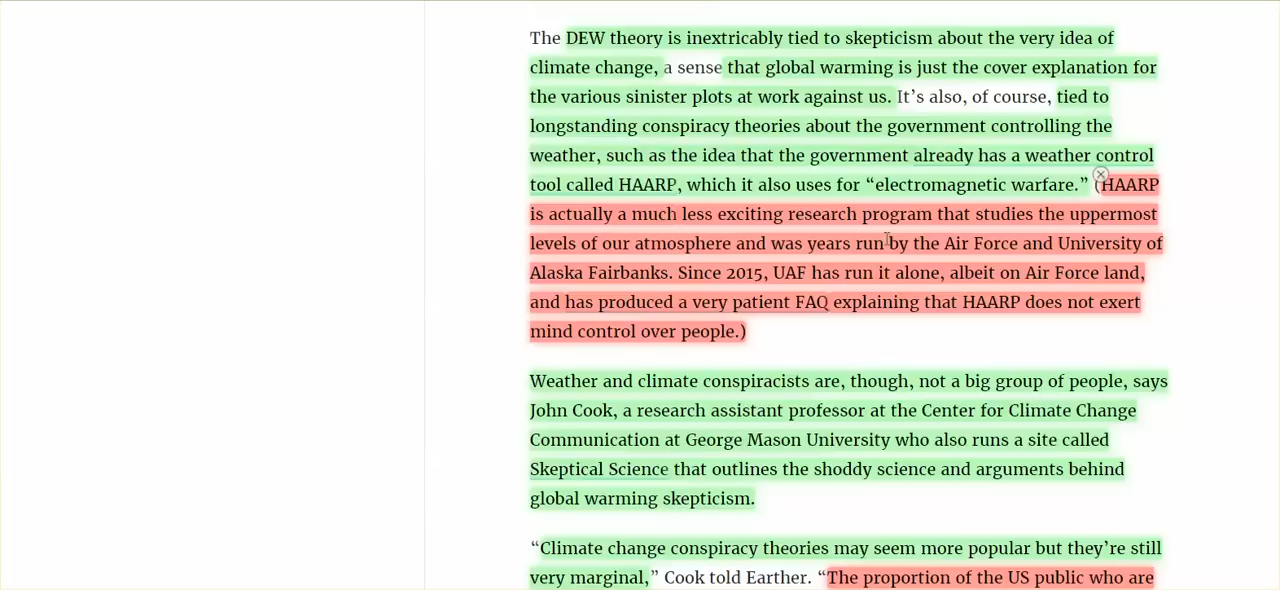 The DEW theory is inextricably tied to skepticism about the very idea of
climate change, a sense that global warming is just the cover explanation for
the various sinister plots at work against us. It’s also, of course, tied to
longstanding conspiracy theories about the government controlling the
weather, such as the idea that the government already has a weather control
tool called HAARP, which it also uses for “electromagnetic warfare.” (HAARP
is actually a much less exciting research program that studies the uppermost
levels of our atmosphere and was years run by the Air Force and University of
Alaska Fairbanks. Since 2015, UAF has run it alone, albeit on Air Force land,
and has produced a very patient FAQ explaining that HAARP does not exert
mind control over people.)
Weather and climate conspiracists are, though, not a big group of people, says
John Cook, a research assistant professor at the Center for Climate Change
Communication at George Mason University who also runs a site called
Skeptical Science that outlines the shoddy science and arguments behind
global warming skepticism.
“Climate change conspiracy theories may seem more popular but they’re still
very marginal,” Cook told Earther. “The proportion of the US public who are